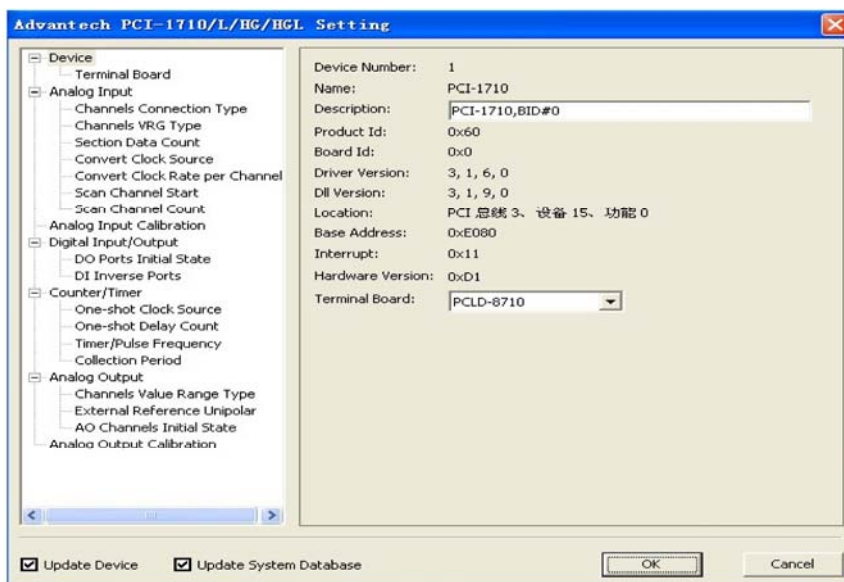 Advantech PCI-1710/L/HG/HGL Setting
Device
Terminal Board
Analog Input
Channels Connection Type
Channels VRG Type
Section Data Count
Convert Clock Source
Convert Clock Rate per Channel
Scan Channel Start
Scan Channel Count
Analog Input Calibration
Digital Input/Output
DO Ports Initial State
DI Inverse Ports
Counter/Timer
One-shot Clock Source
One-shot Delay Count
Timer/Pulse Frequency
Collection Period
Analog Output
Channels Value Range Type
External Reference Unipolar
AO Channels Initial State
Analog Output Calibration
Device Number: 1
Name: PCI-1710
Description: PCI-1710,BID#0
Product Id: 0x60
Board Id: 0x0
Driver Version: 3, 1, 6, 0
Dll Version: 3, 1, 9, 0
Location: PCI 总线 3、设备 15、功能 0
Base Address: 0xE080
Interrupt: 0x11
Hardware Version: 0xD1
Terminal Board: PCLD-8710
Update Device Update System Database OK Cancel